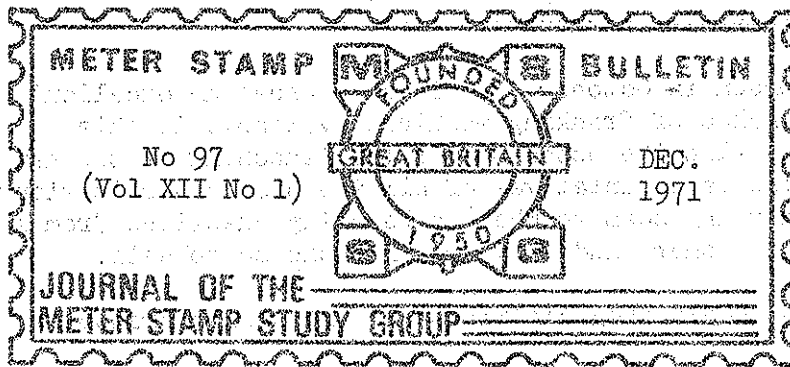 METER STAMP M S BULLETIN
FOUNDED
No 97
(Vol XII No 1)
GREAT BRITAIN
DEC.
1971
1950
S G
JOURNAL OF THE
METER STAMP STUDY GROUP